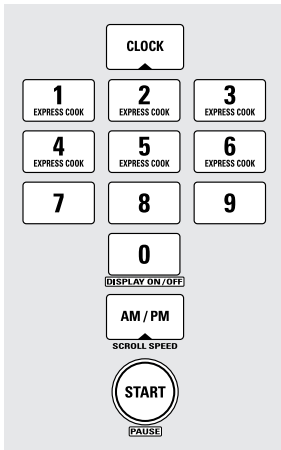 CLOCK
1 2 3
EXPRESS COOK EXPRESS COOK EXPRESS COOK
4 5 6
EXPRESS COOK EXPRESS COOK EXPRESS COOK
7 8 9
0
DISPLAY ON/OFF
AM / PM
SCROLL SPEED
START
PAUSE